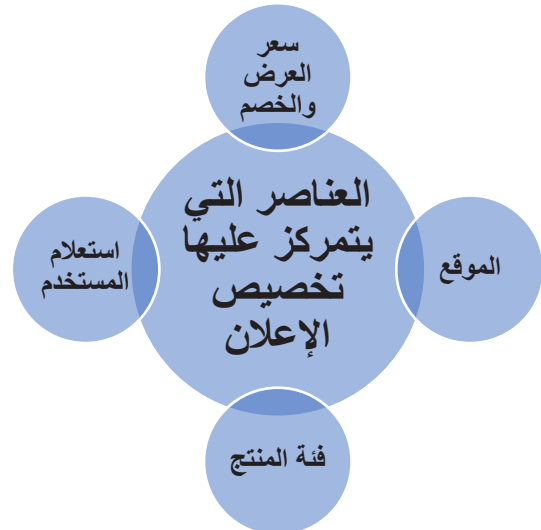 سعر
العرض
والخصم
العناصر التي
يتمركز عليها
تخصيص
الإعلان
الموقع
استعلام
المستخدم
فئة المنتج